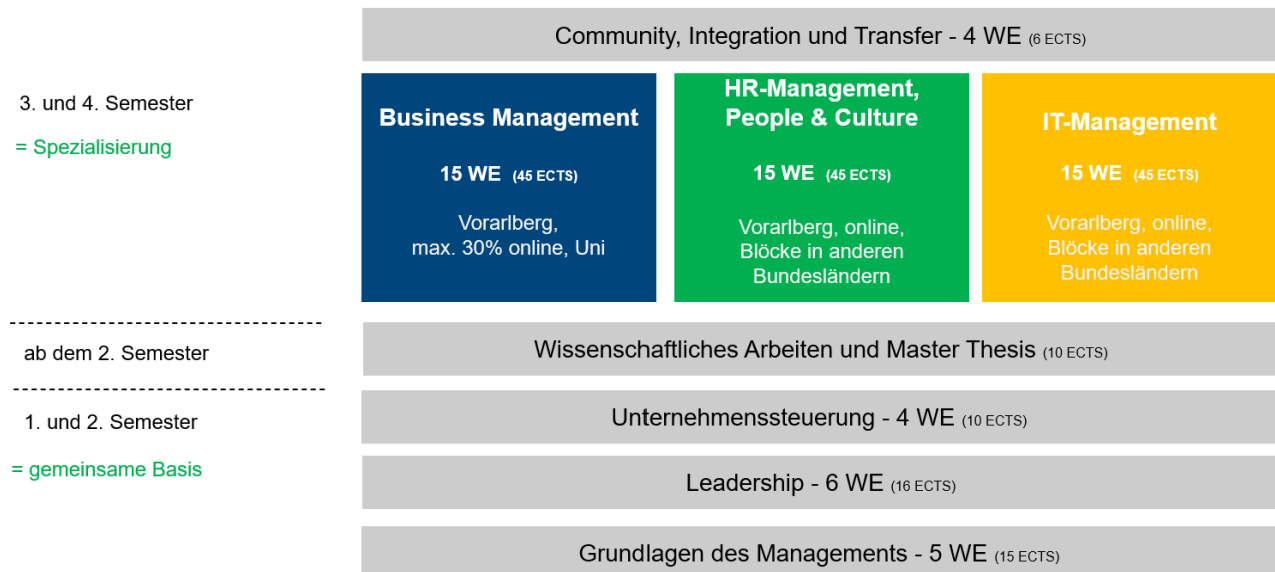 Community, Integration und Transfer - 4 WE (6 ECTS)
3. und 4. Semester
= Spezialisierung
Business Management
15 WE (45 ECTS)
Vorarlberg,
max. 30% online, Uni
HR-Management,
People & Culture
15 WE (45 ECTS)
Vorarlberg, online,
Blöcke in anderen
Bundesländern
IT-Management
15 WE (45 ECTS)
Vorarlberg, online,
Blöcke in anderen
Bundesländern
ab dem 2. Semester
Wissenschaftliches Arbeiten und Master Thesis (10 ECTS)
1. und 2. Semester
= gemeinsame Basis
Unternehmenssteuerung - 4 WE (10 ECTS)
Leadership - 6 WE (16 ECTS)
Grundlagen des Managements - 5 WE (15 ECTS)